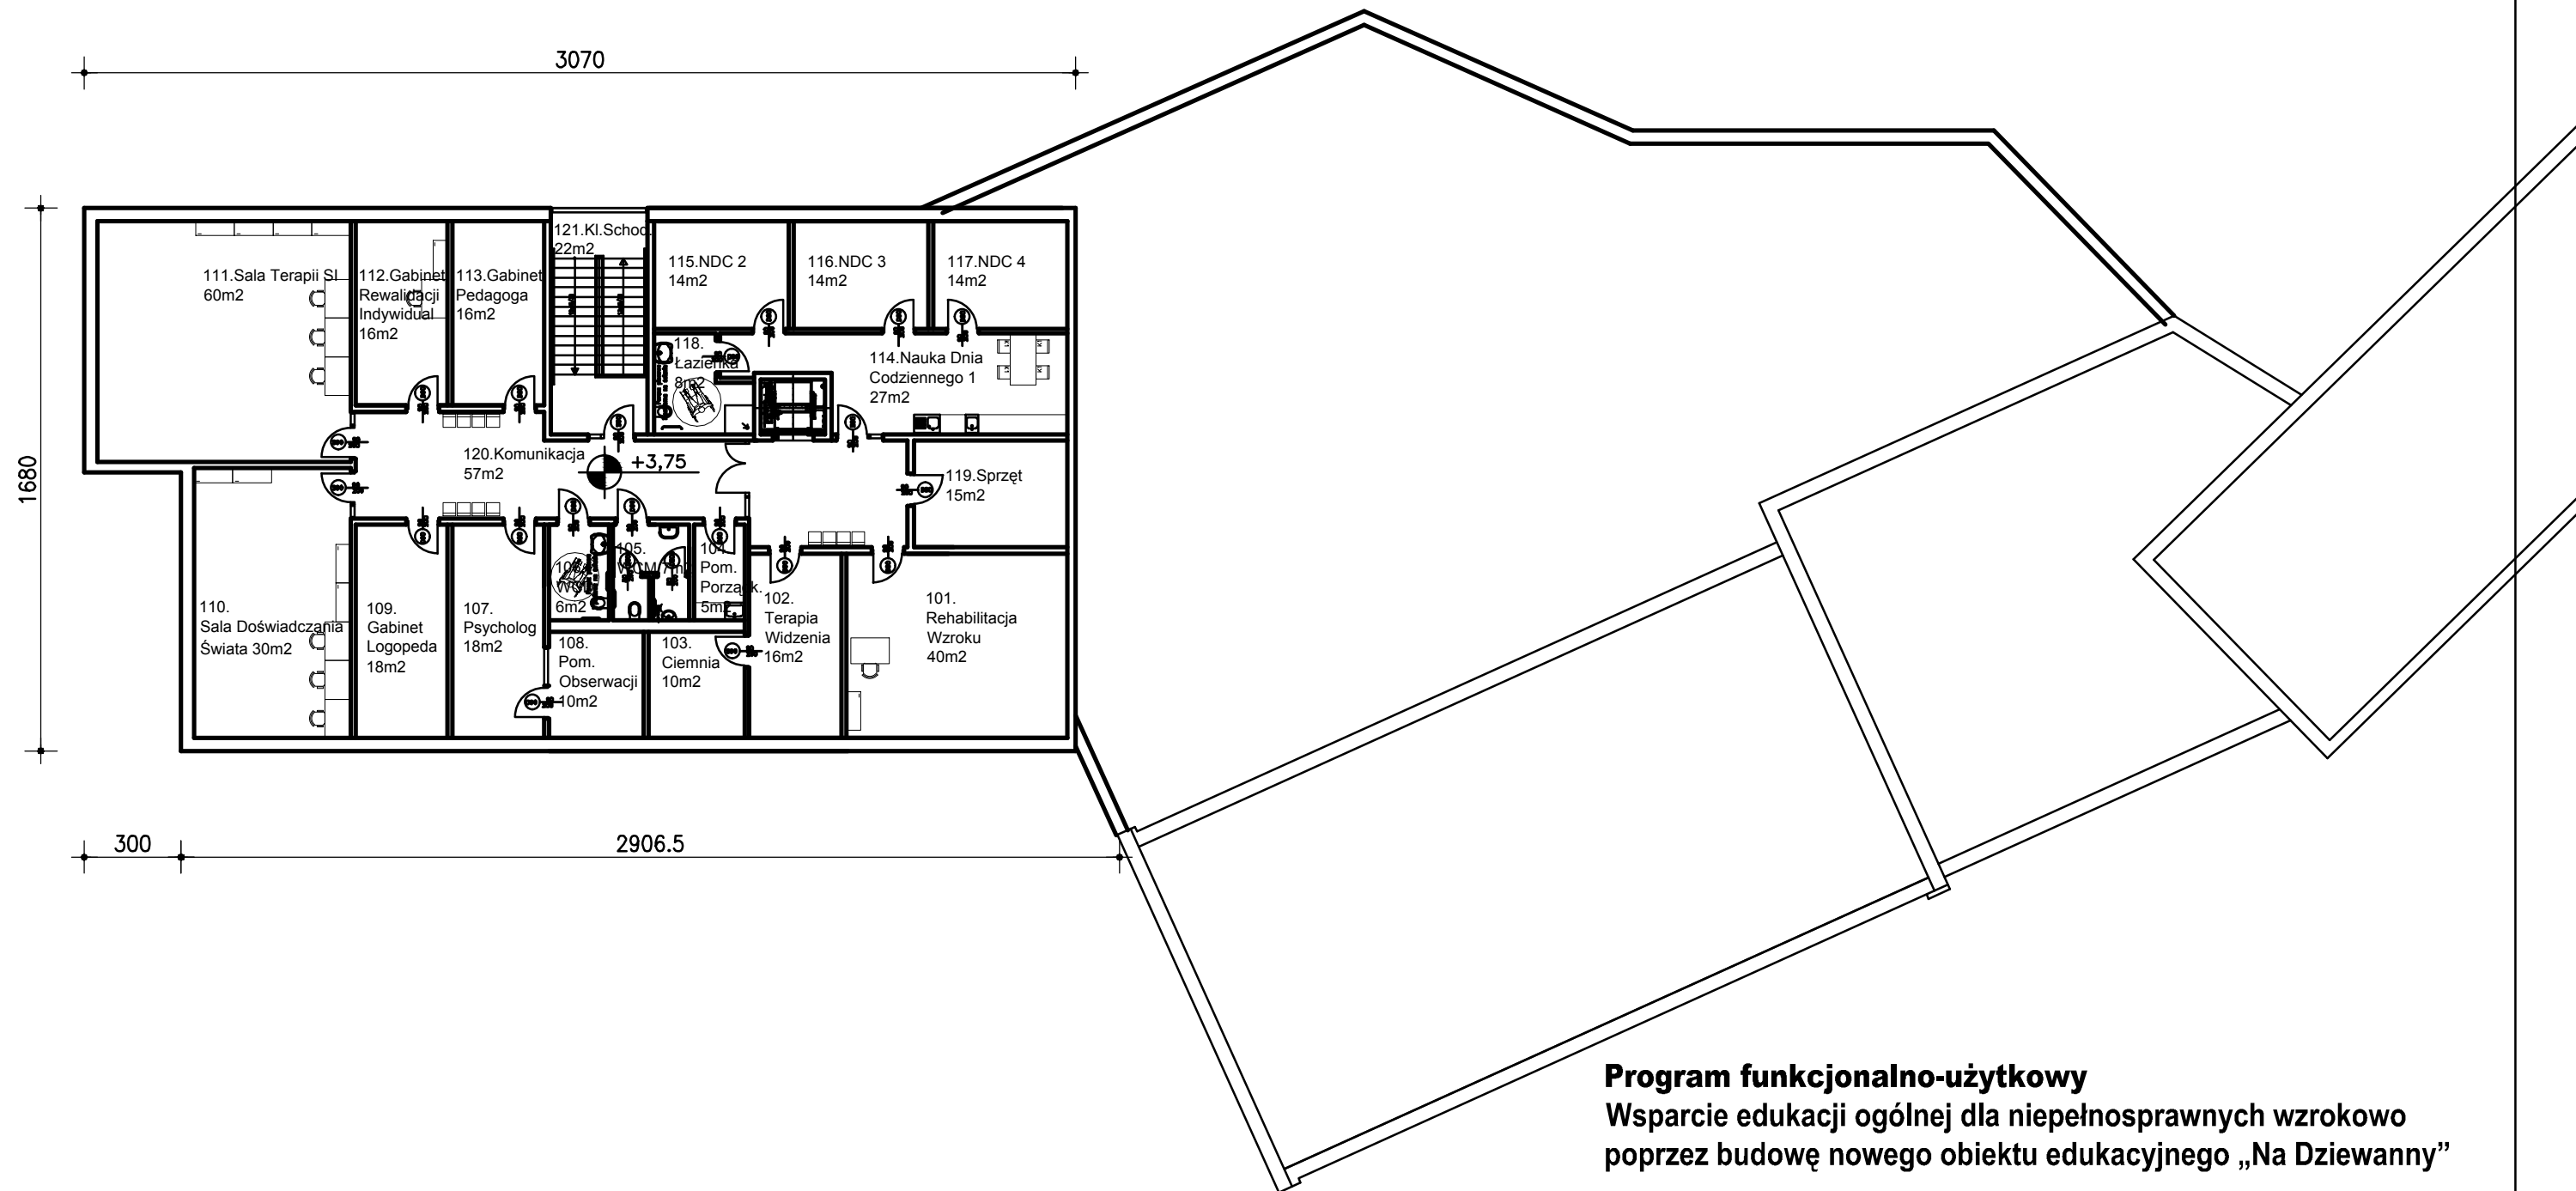 3070
1680
121.Kl.Schod.
22m2
111.Sala Terapii SI
60m2
112.Gabinet
Rewalidacji
Indywidual
16m2
113.Gabinet
Pedagoga
16m2
115.NDC 2
14m2
116.NDC 3
14m2
117.NDC 4
14m2
118.
Łazienka
8m2
114.Nauka Dnia
Codziennego 1
27m2
120.Komunikacja
57m2
+3,75
119.Sprzęt
15m2
110.
Sala Doświadczania
Świata 30m2
109.
Gabinet
Logopeda
18m2
107.
Psycholog
18m2
6m2
105.
104.
Pom.
Porządk.
5m2
108.
Pom.
Obserwacji
10m2
103.
Ciemnia
10m2
102.
Terapia
Widzenia
16m2
101.
Rehabilitacja
Wzroku
40m2
300
2906.5
Program funkcjonalno-użytkowy
Wsparcie edukacji ogólnej dla niepełnosprawnych wzrokowo
poprzez budowę nowego obiektu edukacyjnego „Na Dziewanny”